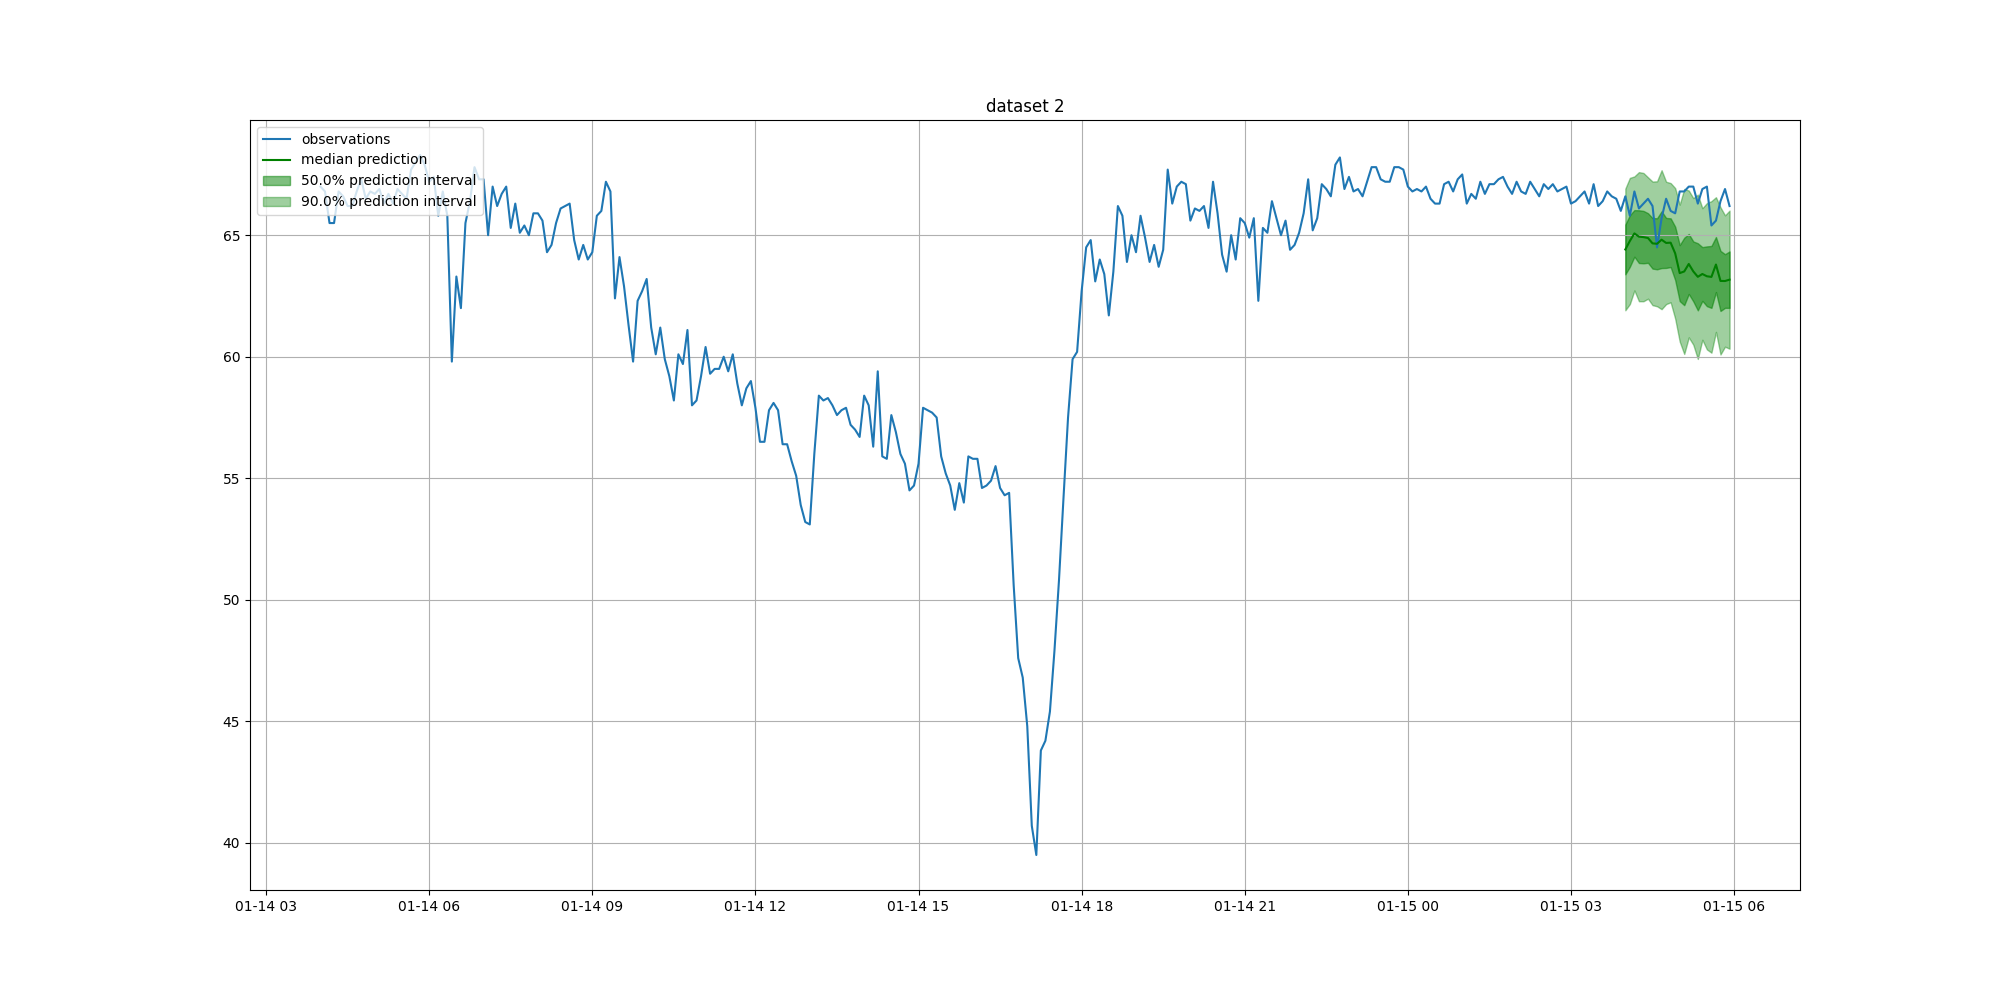 dataset 2
observations
median prediction
50.0% prediction interval
90.0% prediction interval
65
60
55
50
45
40
01-14 03 01-14 06 01-14 09 01-14 12 01-14 15 01-14 18 01-14 21 01-15 00 01-15 03 01-15 06